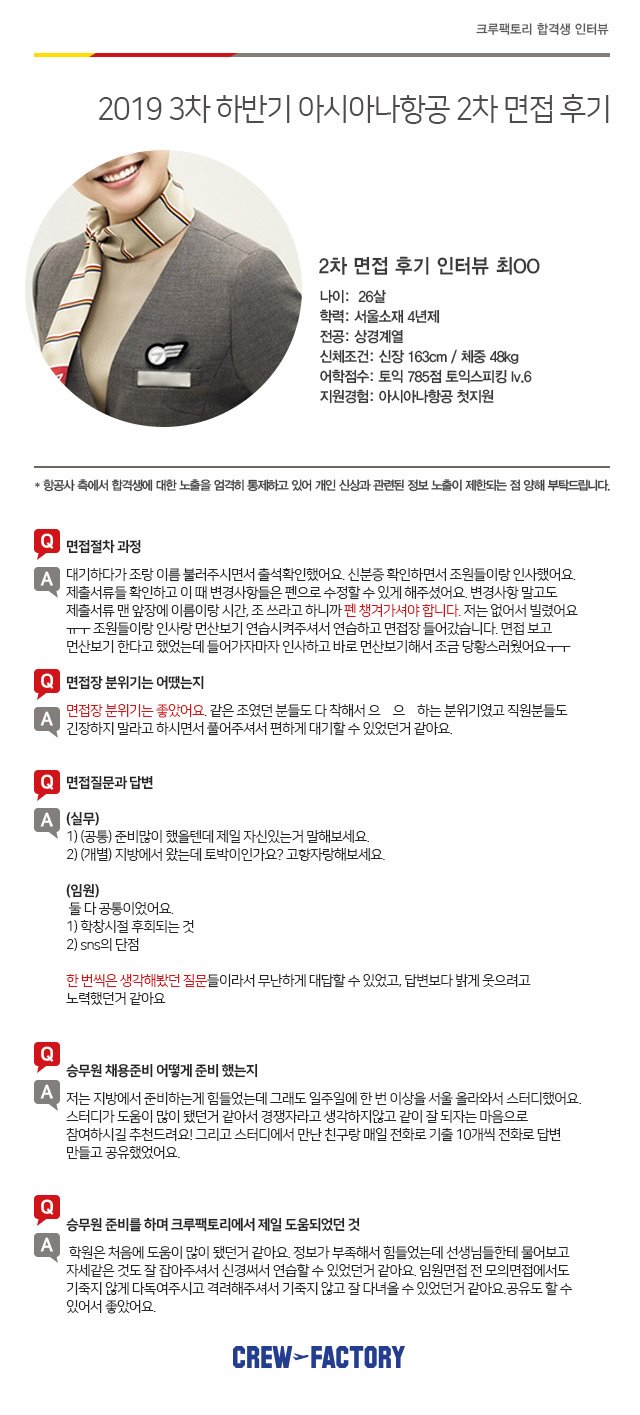 크루팩토리 합격생 인터뷰
2019 3차 하반기 아시아나항공 2차 면접 후기
2차 면접 후기 인터뷰 최OO
나이: 26살
학력: 서울소재 4년제
전공: 상경계열
신체조건: 신장 163cm / 체중 48kg
어학점수: 토익 785점 토익스피킹 lv.6
지원경험: 아시아나항공 첫지원
* 항공사 측에서 합격생에 대한 노출을 엄격히 통제하고 있어 개인 신상과 관련된 정보 노출이 제한되는 점 양해 부탁드립니다.
Q 면접절차 과정
A 대기하다가 조랑 이름 불러주시면서 출석확인했어요. 신분증 확인하면서 조원들이랑 인사했어요.
제출서류들 확인하고 이 때 변경사항들은 펜으로 수정할 수 있게 해주셨어요. 변경사항 말고도
제출서류 맨 앞장에 이름이랑 시간, 조 쓰라고 하니까 펜 챙겨가셔야 합니다. 저는 없어서 빌렸어요
ㅠㅜ 조원들이랑 인사랑 먼산보기 연습시켜주셔서 연습하고 면접장 들어갔습니다. 면접 보고
먼산보기 한다고 했었는데 들어가자마자 인사하고 바로 먼산보기해서 조금 당황스러웠어요ㅜㅜ
Q 면접장 분위기는 어땠는지
A 면접장 분위기는 좋았어요. 같은 조였던 분들도 다 착해서 으 으 하는 분위기였고 직원분들도
긴장하지 말라고 하시면서 풀어주셔서 편하게 대기할 수 있었던거 같아요.
Q 면접질문과 답변
A (실무)
1) (공통) 준비많이 했을텐데 제일 자신있는거 말해보세요.
2) (개별) 지방에서 왔는데 토박이인가요? 고향자랑해보세요.
(임원)
둘 다 공통이었어요.
1) 학창시절 후회되는 것
2) sns의 단점
한 번씩은 생각해봤던 질문들이라서 무난하게 대답할 수 있었고, 답변보다 밝게 웃으려고
노력했던거 같아요
Q 승무원 채용준비 어떻게 준비 했는지
A 저는 지방에서 준비하는게 힘들었는데 그래도 일주일에 한 번 이상을 서울 올라와서 스터디했어요.
스터디가 도움이 많이 됐던거 같아서 경쟁자라고 생각하지않고 같이 잘 되자는 마음으로
참여하시길 추천드려요! 그리고 스터디에서 만난 친구랑 매일 전화로 기출 10개씩 전화로 답변
만들고 공유했었어요.
Q 승무원 준비를 하며 크루팩토리에서 제일 도움되었던 것
A 학원은 처음에 도움이 많이 됐던거 같아요. 정보가 부족해서 힘들었는데 선생님들한테 물어보고
자세같은 것도 잘 잡아주셔서 신경써서 연습할 수 있었던거 같아요. 임원면접 전 모의면접에서도
기죽지 않게 다독여주시고 격려해주셔서 기죽지 않고 잘 다녀올 수 있었던거 같아요.공유도 할 수
있어서 좋았어요.
CREW FACTORY